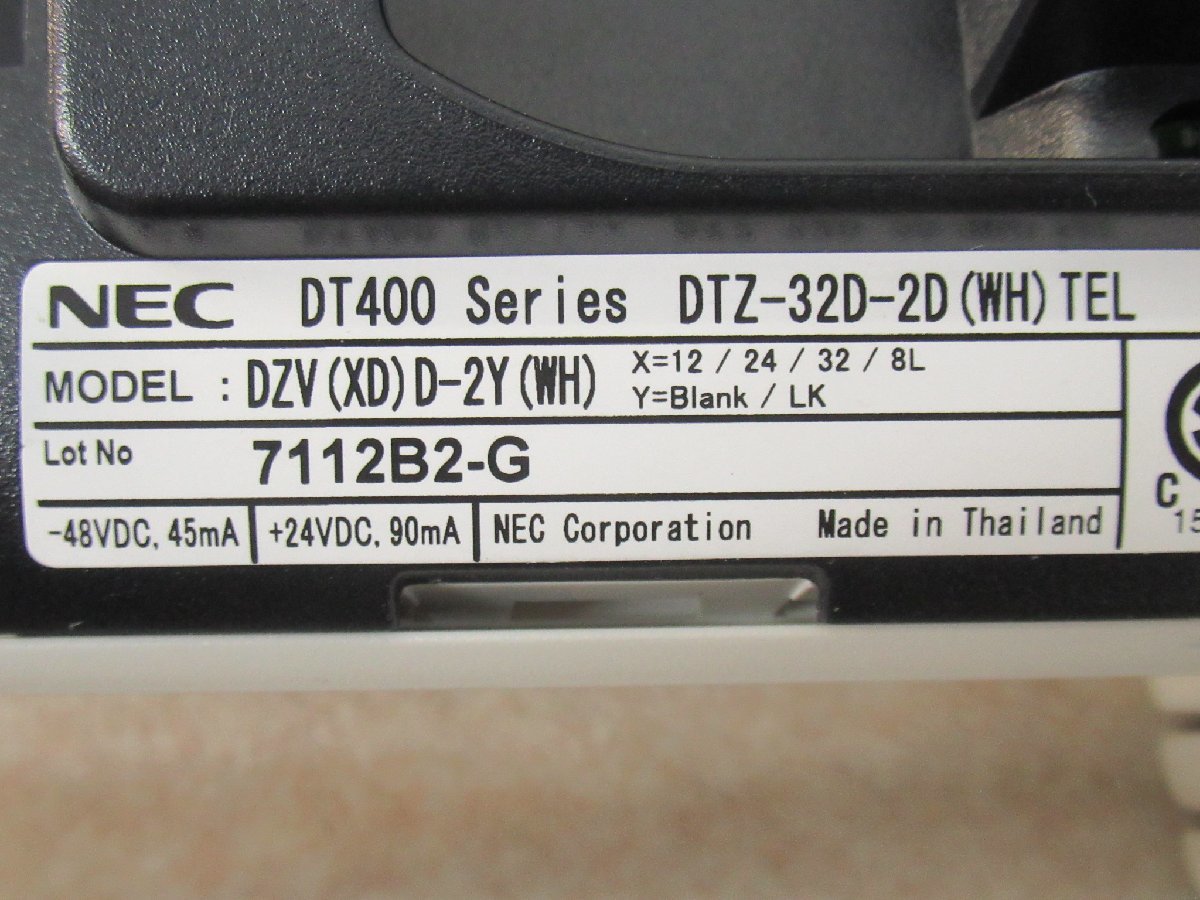 NEC DT400 Series DTZ-32D-2D(WH)TEL
MODEL : DZV(XD)D-2Y(WH) X=12 / 24 / 32 / 8L
Y=Blank / LK
Lot No 7112B2-G
-48VDC, 45mA +24VDC, 90mA NEC Corporation Made in Thailand
C
15